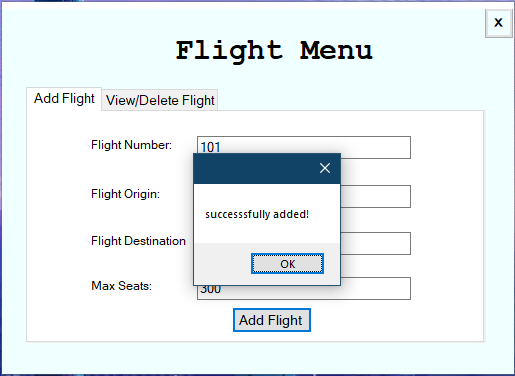 x
Flight Menu
Add Flight View/Delete Flight
Flight Number: 101
successsfully added!
Flight Origin:
Flight Destination
OK
Max Seats: 300
Add Flight